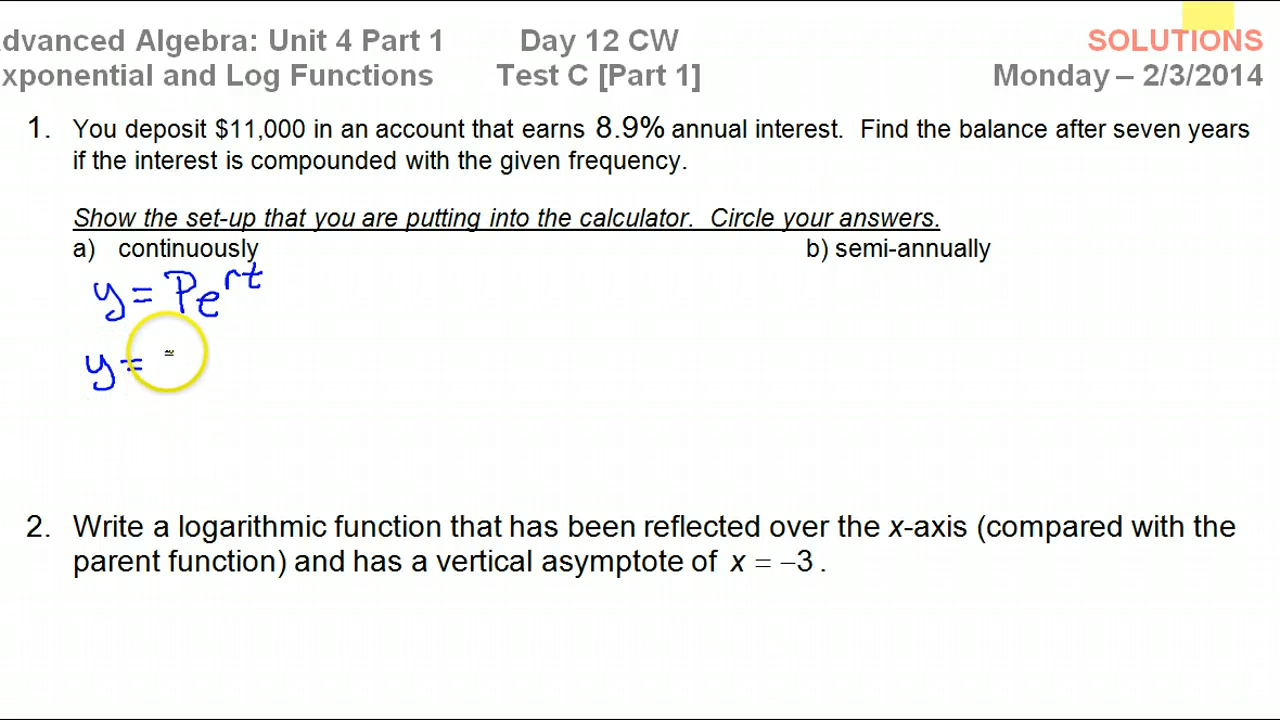 dvanced Algebra: Unit 4 Part 1 Day 12 CW SOLUTIONS
xponential and Log Functions Test C [Part 1] Monday – 2/3/2014
1. You deposit $11,000 in an account that earns 8.9% annual interest. Find the balance after seven years
if the interest is compounded with the given frequency.
Show the set-up that you are putting into the calculator. Circle your answers.
a) continuously b) semi-annually
y = Pe^rt
y =
2. Write a logarithmic function that has been reflected over the x-axis (compared with the
parent function) and has a vertical asymptote of x = −3.